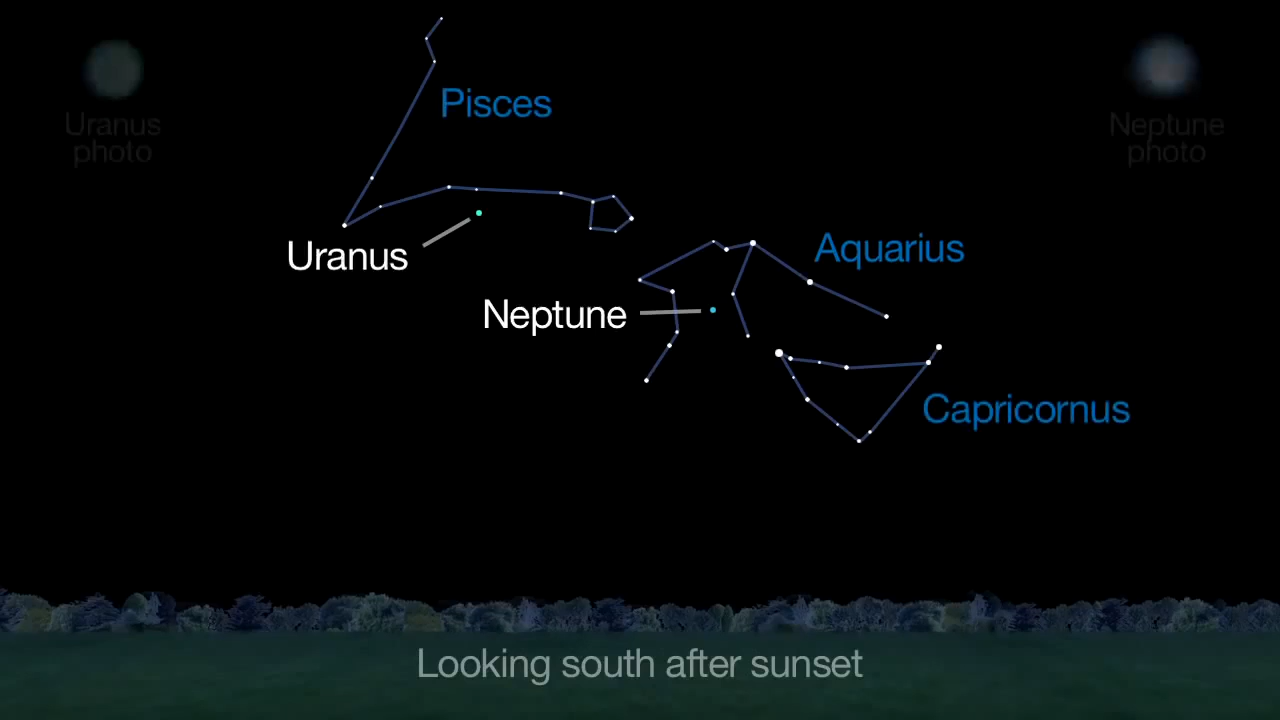 Uranus
photo
Neptune
photo
Pisces
Uranus
Aquarius
Neptune
Capricornus
Looking south after sunset